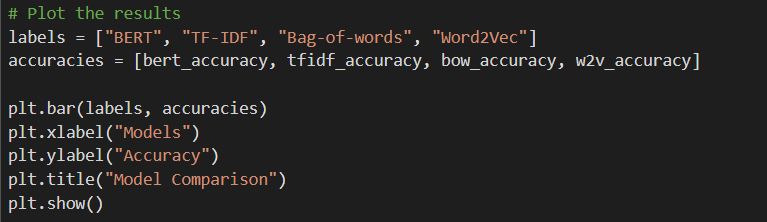 # Plot the results
labels = ["BERT", "TF-IDF", "Bag-of-words", "Word2Vec"]
accuracies = [bert_accuracy, tfidf_accuracy, bow_accuracy, w2v_accuracy]

plt.bar(labels, accuracies)
plt.xlabel("Models")
plt.ylabel("Accuracy")
plt.title("Model Comparison")
plt.show()